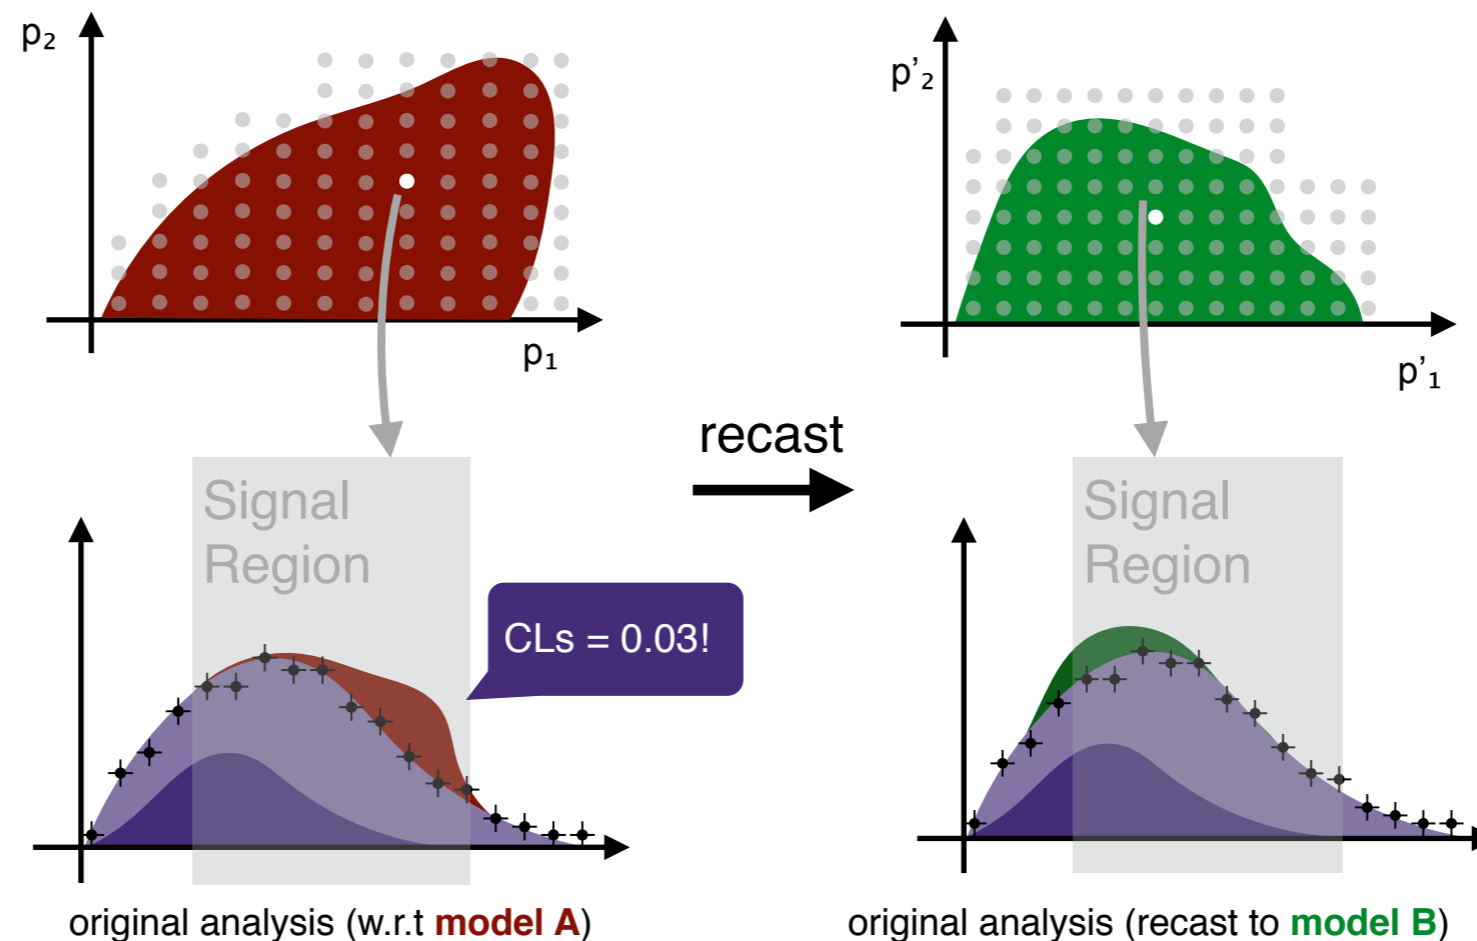 p₂
p₁
p'₂
p'₁
recast
Signal
Region
CLs = 0.03!
Signal
Region
original analysis (w.r.t model A)
original analysis (recast to model B)